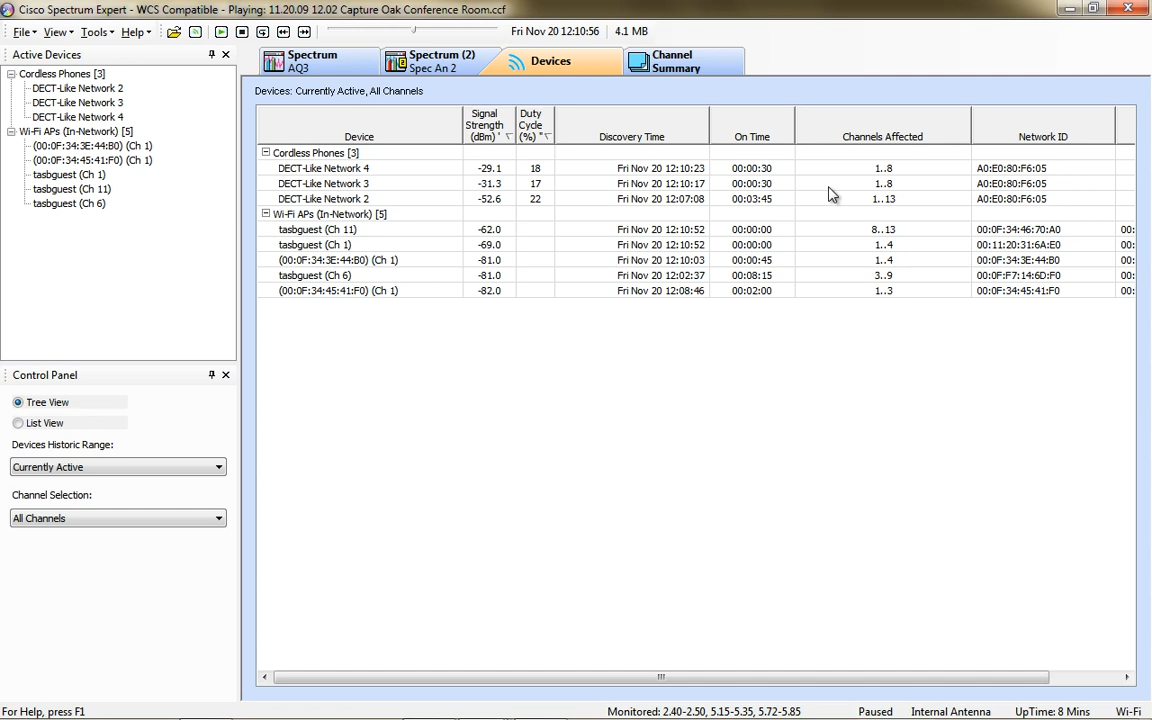 Cisco Spectrum Expert - WCS Compatible - Playing: 11.20.09 12.02 Capture Oak Conference Room.ccf
File View Tools Help Fri Nov 20 12:10:56 4.1 MB
Active Devices
Cordless Phones [3]
DECT-Like Network 2
DECT-Like Network 3
DECT-Like Network 4
Wi-Fi APs (In-Network) [5]
(00:0F:34:3E:44:B0) (Ch 1)
(00:0F:34:45:41:F0) (Ch 1)
tasbguest (Ch 1)
tasbguest (Ch 11)
tasbguest (Ch 6)
Control Panel
Tree View
List View
Devices Historic Range:
Currently Active
Channel Selection:
All Channels
Spectrum
AQ3
Spectrum (2)
Spec An 2
Devices
Channel
Summary
Devices: Currently Active, All Channels
Device Signal Strength (dBm) ' Duty Cycle (%) " Discovery Time On Time Channels Affected Network ID
Cordless Phones [3]
DECT-Like Network 4 -29.1 18 Fri Nov 20 12:10:23 00:00:30 1..8 A0:E0:80:F6:05
DECT-Like Network 3 -31.3 17 Fri Nov 20 12:10:17 00:00:30 1..8 A0:E0:80:F6:05
DECT-Like Network 2 -52.6 22 Fri Nov 20 12:07:08 00:03:45 1..13 A0:E0:80:F6:05
Wi-Fi APs (In-Network) [5]
tasbguest (Ch 11) -62.0 Fri Nov 20 12:10:52 00:00:00 8..13 00:0F:34:46:70:A0 00:
tasbguest (Ch 1) -69.0 Fri Nov 20 12:10:52 00:00:00 1..4 00:11:20:31:6A:E0 00:
(00:0F:34:3E:44:B0) (Ch 1) -81.0 Fri Nov 20 12:10:03 00:00:45 1..4 00:0F:34:3E:44:B0 00:
tasbguest (Ch 6) -81.0 Fri Nov 20 12:02:37 00:08:15 3..9 00:0F:F7:14:6D:F0 00:
(00:0F:34:45:41:F0) (Ch 1) -82.0 Fri Nov 20 12:08:46 00:02:00 1..3 00:0F:34:45:41:F0 00:
For Help, press F1 Monitored: 2.40-2.50, 5.15-5.35, 5.72-5.85 Paused Internal Antenna UpTime: 8 Mins Wi-Fi